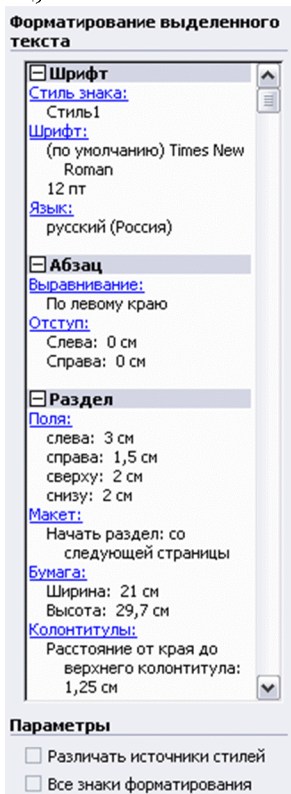 Форматирование выделенного
текста
Шрифт
Стиль знака:
Стиль1
Шрифт:
(по умолчанию) Times New
Roman
12 пт
Язык:
русский (Россия)
Абзац
Выравнивание:
По левому краю
Отступ:
Слева: 0 см
Справа: 0 см
Раздел
Поля:
слева: 3 см
справа: 1,5 см
сверху: 2 см
снизу: 2 см
Макет:
Начать раздел: со
следующей страницы
Бумага:
Ширина: 21 см
Высота: 29,7 см
Колонтитулы:
Расстояние от края до
верхнего колонтитула:
1,25 см
Параметры
Различать источники стилей
Все знаки форматирования